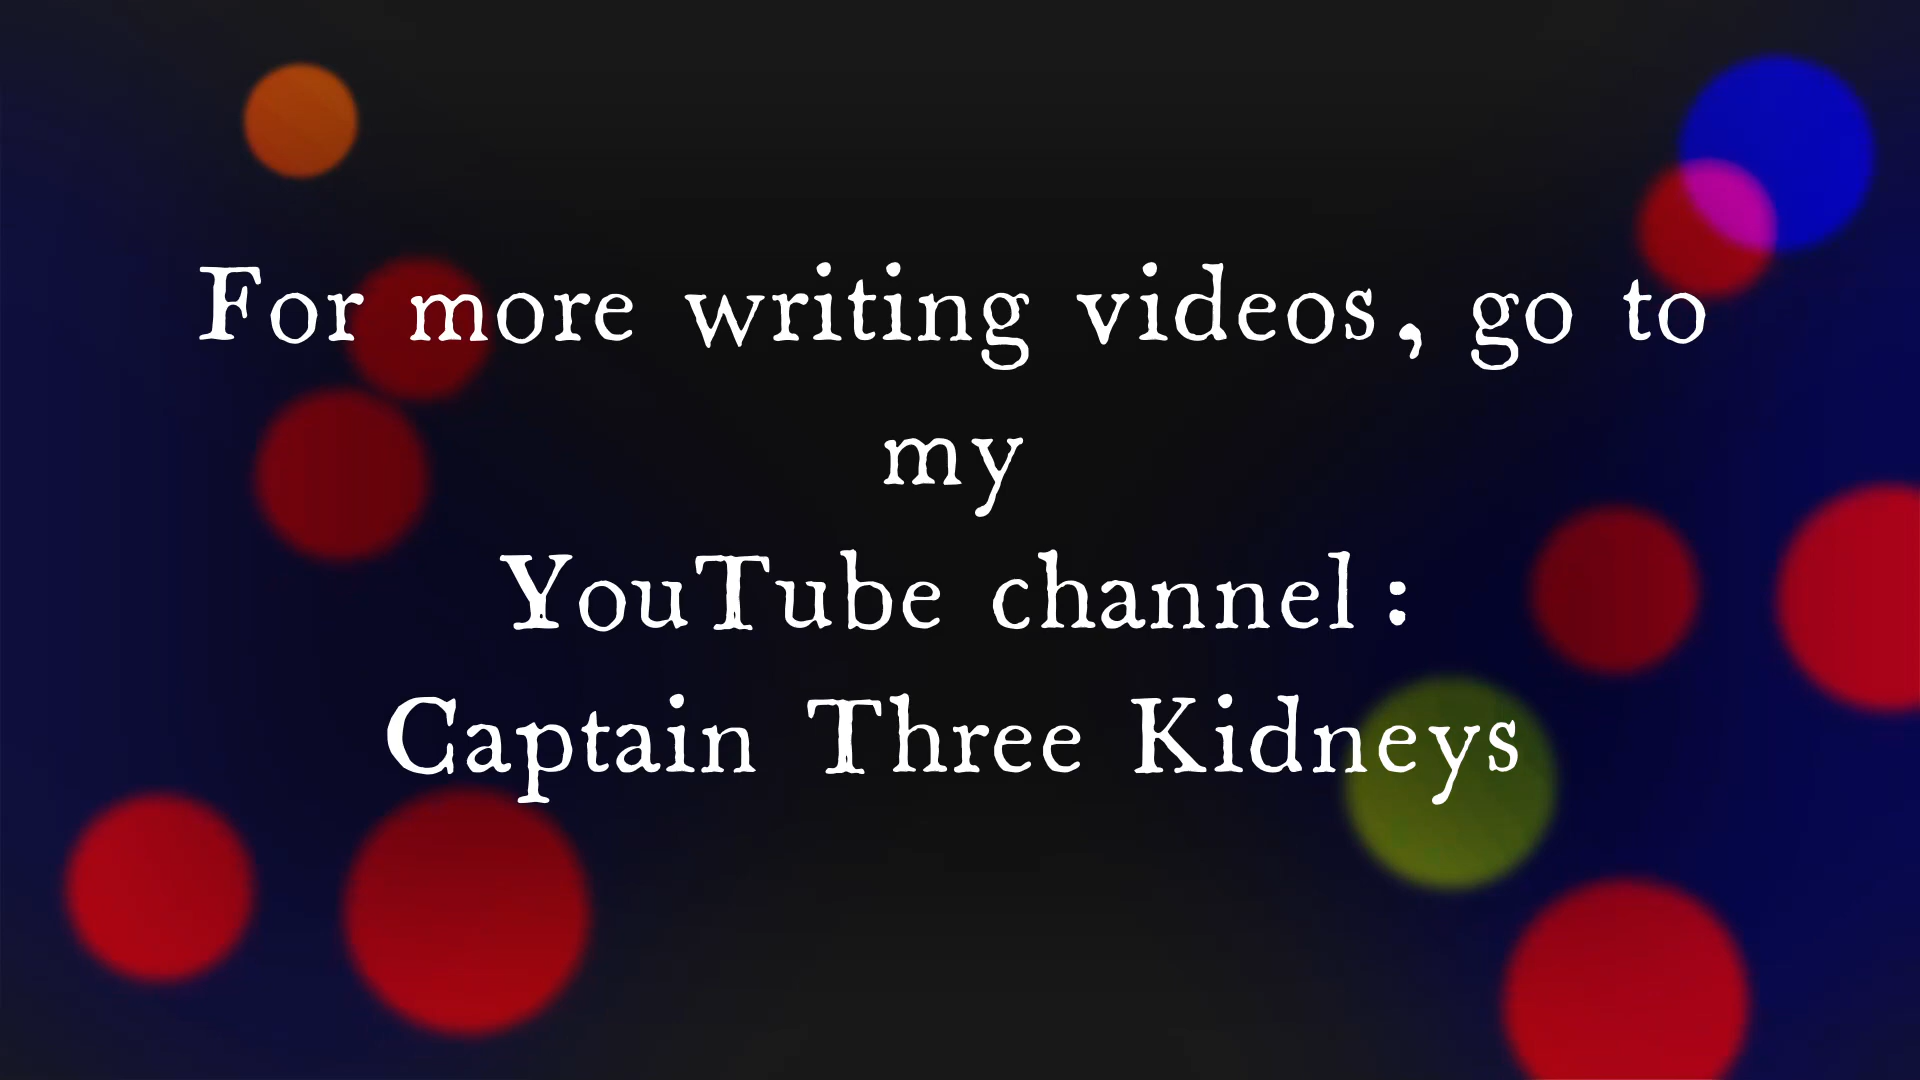 For more writing videos, go to
my
YouTube channel:
Captain Three Kidneys